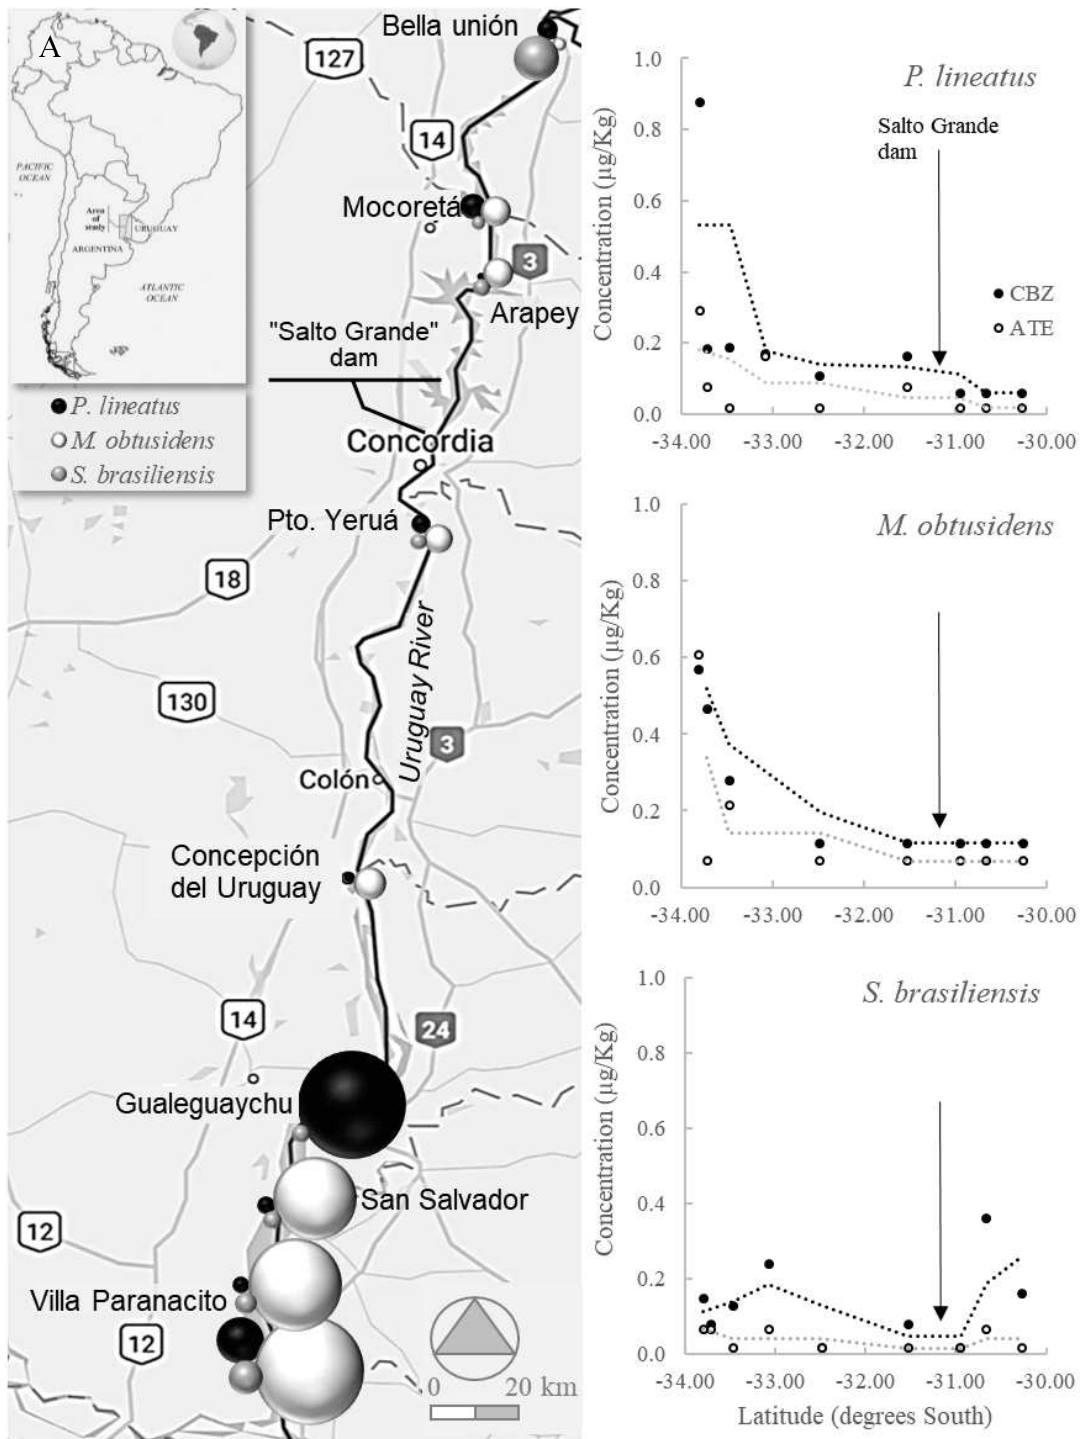 A
PACIFIC
OCEAN
Area
of
study
URUGUAY
ARGENTINA
ATLANTIC
OCEAN
P. lineatus
M. obtusidens
S. brasiliensis
Bella unión
127
14
Mocoretá
3
Arapey
"Salto Grande"
dam
Concordia
Pto. Yeruá
18
Uruguay River
130
3
Colón
Concepción
del Uruguay
14
24
Gualeguaychu
San Salvador
12
Villa Paranacito
12
0 20 km
P. lineatus
Salto Grande
dam
CBZ
ATE
Concentration (µg/Kg)
1.0
0.8
0.6
0.4
0.2
0.0
-34.00 -33.00 -32.00 -31.00 -30.00
M. obtusidens
Concentration (µg/Kg)
1.0
0.8
0.6
0.4
0.2
0.0
-34.00 -33.00 -32.00 -31.00 -30.00
S. brasiliensis
Concentration (µg/Kg)
1.0
0.8
0.6
0.4
0.2
0.0
-34.00 -33.00 -32.00 -31.00 -30.00
Latitude (degrees South)